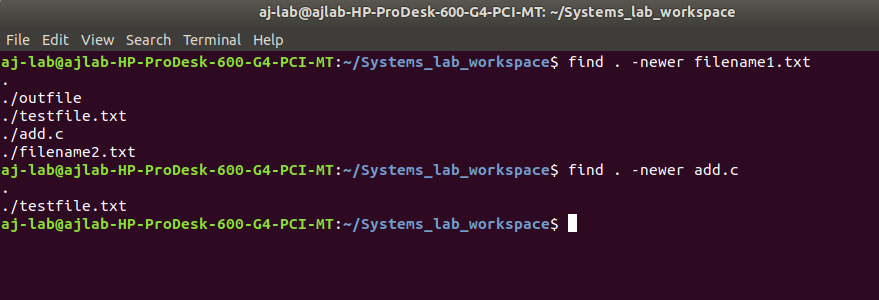 aj-lab@ajlab-HP-ProDesk-600-G4-PCI-MT: ~/Systems_lab_workspace
File Edit View Search Terminal Help
aj-lab@ajlab-HP-ProDesk-600-G4-PCI-MT:~/Systems_lab_workspace$ find . -newer filename1.txt
.
./outfile
./testfile.txt
./add.c
./filename2.txt
aj-lab@ajlab-HP-ProDesk-600-G4-PCI-MT:~/Systems_lab_workspace$ find . -newer add.c
.
./testfile.txt
aj-lab@ajlab-HP-ProDesk-600-G4-PCI-MT:~/Systems_lab_workspace$